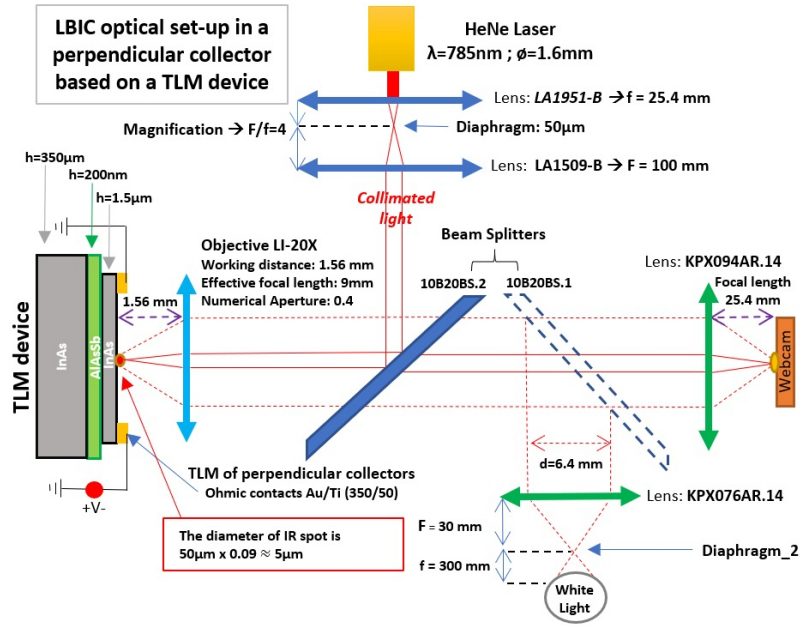 LBIC optical set-up in a
perpendicular collector
based on a TLM device
HeNe Laser
λ=785nm ; ø=1.6mm
Lens: LA1951-B → f = 25.4 mm
Magnification → F/f=4
Diaphragm: 50µm
Lens: LA1509-B → F = 100 mm
h=350µm
h=200nm
h=1.5µm
Collimated
light
Objective LI-20X
Working distance: 1.56 mm
Effective focal length: 9mm
Numerical Aperture: 0.4
Beam Splitters
10B20BS.2
10B20BS.1
Lens: KPX094AR.14
Focal length
25.4 mm
1.56 mm
TLM device
InAs
AlAsSb
InAs
Webcam
TLM of perpendicular collectors
Ohmic contacts Au/Ti (350/50)
+V-
d=6.4 mm
Lens: KPX076AR.14
The diameter of IR spot is
50µm x 0.09 ≈ 5µm
F = 30 mm
Diaphragm_2
f = 300 mm
White
Light